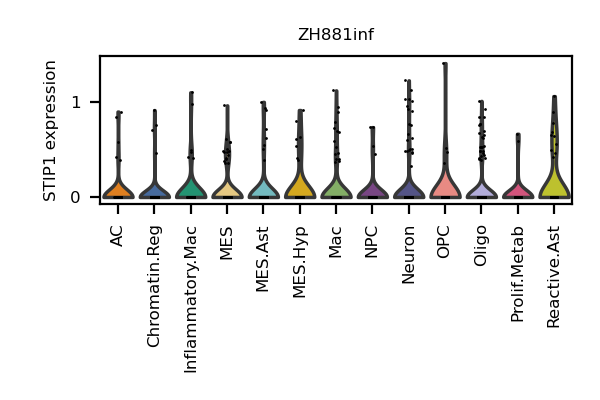 ZH881inf
STIP1 expression
1
0
AC
Chromatin.Reg
Inflammatory.Mac
MES
MES.Ast
MES.Hyp
Mac
NPC
Neuron
OPC
Oligo
Prolif.Metab
Reactive.Ast